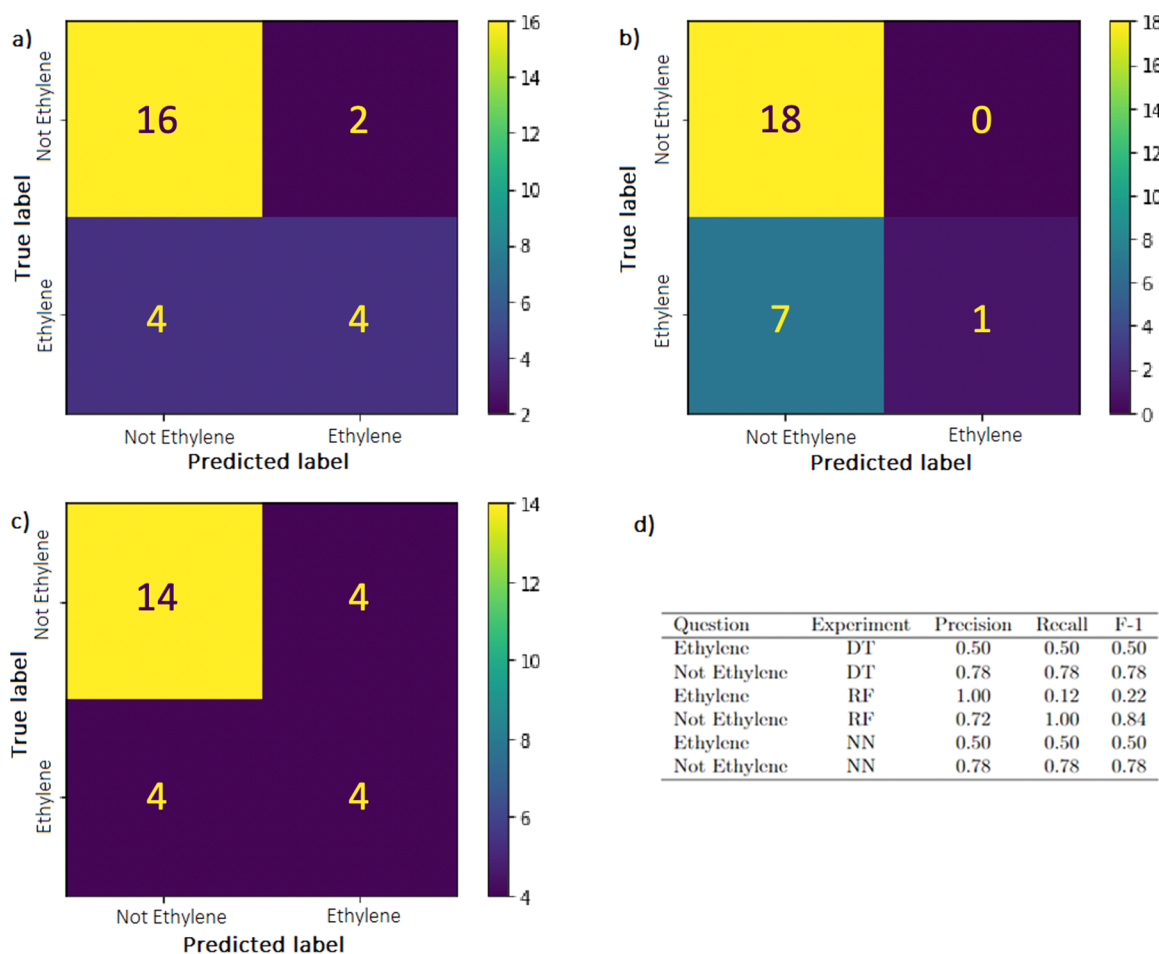 a)
16
2
4
4
Not Ethylene
Ethylene
True label
Not Ethylene
Ethylene
Predicted label
16
14
12
10
8
6
4
2
b)
18
0
7
1
Not Ethylene
Ethylene
True label
Not Ethylene
Ethylene
Predicted label
18
16
14
12
10
8
6
4
2
0
c)
14
4
4
4
Not Ethylene
Ethylene
True label
Not Ethylene
Ethylene
Predicted label
14
12
10
8
6
4
d)
Question Experiment Precision Recall F-1
Ethylene DT 0.50 0.50 0.50
Not Ethylene DT 0.78 0.78 0.78
Ethylene RF 1.00 0.12 0.22
Not Ethylene RF 0.72 1.00 0.84
Ethylene NN 0.50 0.50 0.50
Not Ethylene NN 0.78 0.78 0.78